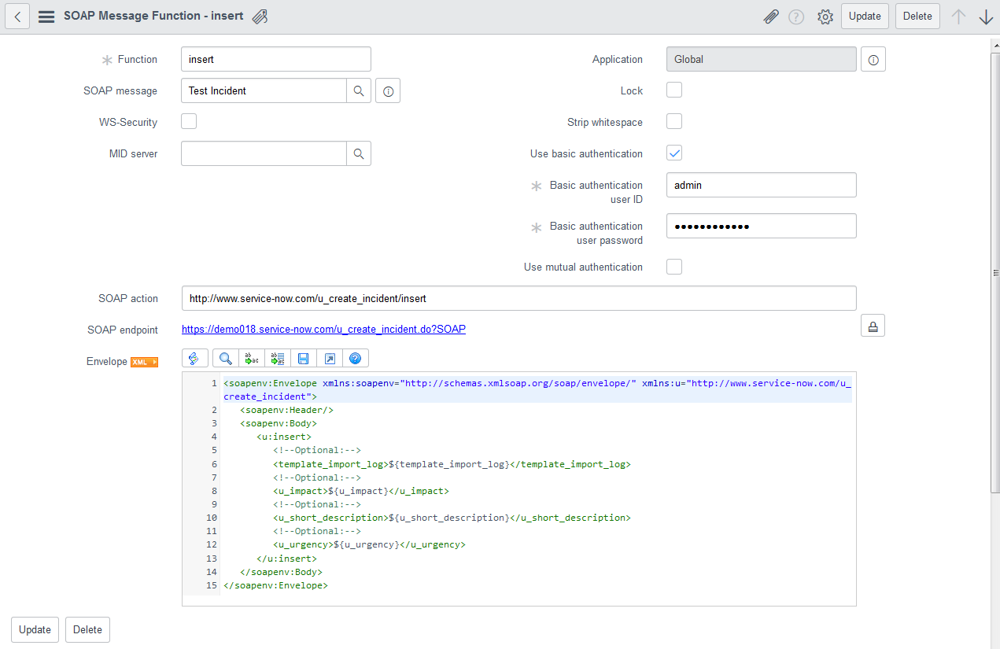 SOAP Message Function - insert
Update
Delete
Function
insert
Application
Global
SOAP message
Test Incident
Lock
WS-Security
Strip whitespace
MID server
Use basic authentication
Basic authentication
user ID
admin
Basic authentication
user password
••••••••••••
Use mutual authentication
SOAP action
http://www.service-now.com/u_create_incident/insert
SOAP endpoint
https://demo018.service-now.com/u_create_incident.do?SOAP
Envelope XML
1 <soapenv:Envelope xmlns:soapenv="http://schemas.xmlsoap.org/soap/envelope/" xmlns:u="http://www.service-now.com/u_
create_incident">
2 <soapenv:Header/>
3 <soapenv:Body>
4 <u:insert>
5 <!--Optional:-->
6 <template_import_log>${template_import_log}</template_import_log>
7 <!--Optional:-->
8 <u_impact>${u_impact}</u_impact>
9 <!--Optional:-->
10 <u_short_description>${u_short_description}</u_short_description>
11 <!--Optional:-->
12 <u_urgency>${u_urgency}</u_urgency>
13 </u:insert>
14 </soapenv:Body>
15 </soapenv:Envelope>
Update
Delete